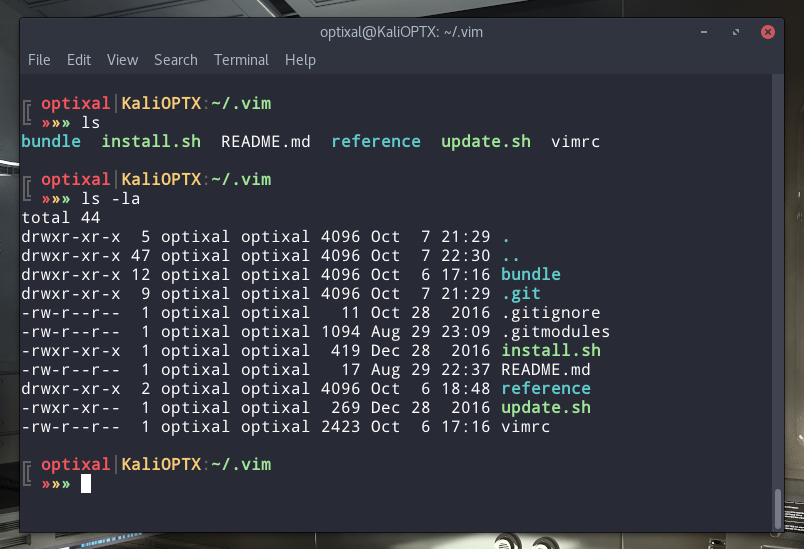 optixal@KaliOPTX: ~/.vim
File Edit View Search Terminal Help
╔ optixal|KaliOPTX:~/.vim
╚ »»» ls
bundle  install.sh  README.md  reference  update.sh  vimrc
╔ optixal|KaliOPTX:~/.vim
╚ »»» ls -la
total 44
drwxr-xr-x  5 optixal optixal 4096 Oct  7 21:29 .
drwxr-xr-x 47 optixal optixal 4096 Oct  7 22:30 ..
drwxr-xr-x 12 optixal optixal 4096 Oct  6 17:16 bundle
drwxr-xr-x  9 optixal optixal 4096 Oct  7 21:29 .git
-rw-r--r--  1 optixal optixal   11 Oct 28  2016 .gitignore
-rw-r--r--  1 optixal optixal 1094 Aug 29 23:09 .gitmodules
-rwxr-xr-x  1 optixal optixal  419 Dec 28  2016 install.sh
-rw-r--r--  1 optixal optixal   17 Aug 29 22:37 README.md
drwxr-xr-x  2 optixal optixal 4096 Oct  6 18:48 reference
-rwxr-xr--  1 optixal optixal  269 Dec 28  2016 update.sh
-rw-r--r--  1 optixal optixal 2423 Oct  6 17:16 vimrc
╔ optixal|KaliOPTX:~/.vim
╚ »»»